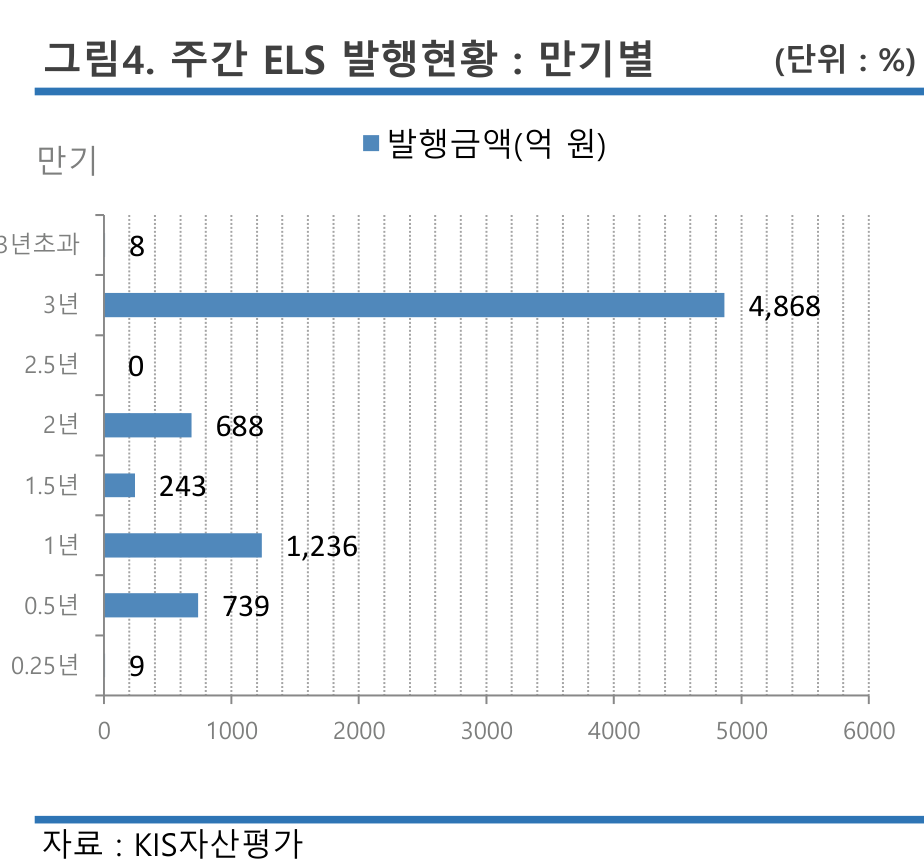 그림4. 주간 ELS 발행현황 : 만기별 (단위 : %)
발행금액(억 원)
만기
3년초과 8
3년 4,868
2.5년 0
2년 688
1.5년 243
1년 1,236
0.5년 739
0.25년 9
0 1000 2000 3000 4000 5000 6000
자료 : KIS자산평가